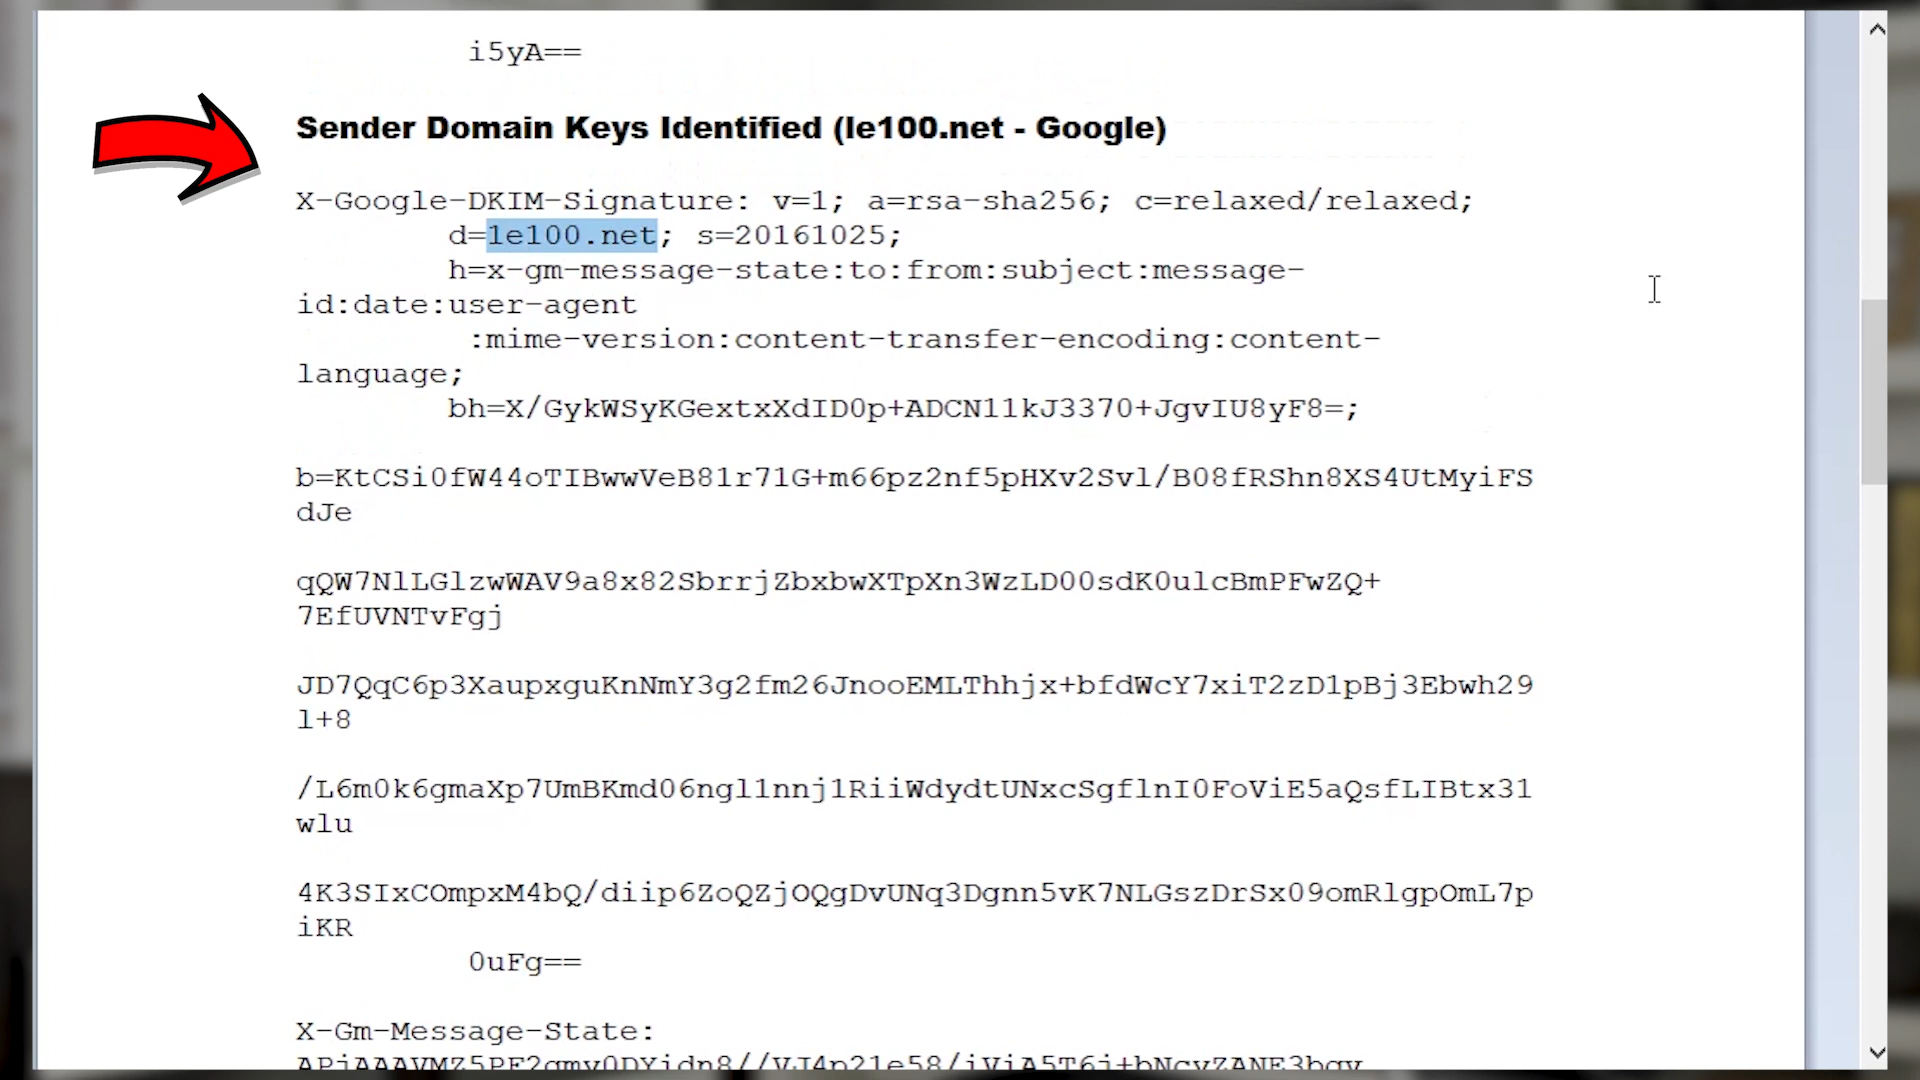 i5yA==
Sender Domain Keys Identified (le100.net - Google)
X-Google-DKIM-Signature: v=1; a=rsa-sha256; c=relaxed/relaxed;
d=1e100.net; s=20161025;
h=x-gm-message-state:to:from:subject:message-
id:date:user-agent
:mime-version:content-transfer-encoding:content-
language;
bh=X/GykWSyKGextxXdID0p+ADCN11kJ3370+JgvIU8yF8=;
b=KtCSi0fW44oTIBwwVeB81r71G+m66pz2nf5pHXv2Svl/B08fRShn8XS4UtMyiFS
dJe
qQW7NlLGlzwWAV9a8x82SbrrjZbxbwXTpXn3WzLD00sdK0ulcBmPFwZQ+
7EfUVNTvFgj
JD7QqC6p3XaupxguKnNmY3g2fm26JnooEMLThhjx+bfdWcY7xiT2zD1pBj3Ebwh29
l+8
/L6m0k6gmaXp7UmBKmd06ngl1nnj1RiiWdydtUNxcSgflnI0FoViE5aQsfLIBtx31
wlu
4K3SIxCOmpxM4bQ/diip6ZoQZjOQgDvUNq3Dgnn5vK7NLGszDrSx09omRlgpOmL7p
iKR
0uFg==
X-Gm-Message-State: